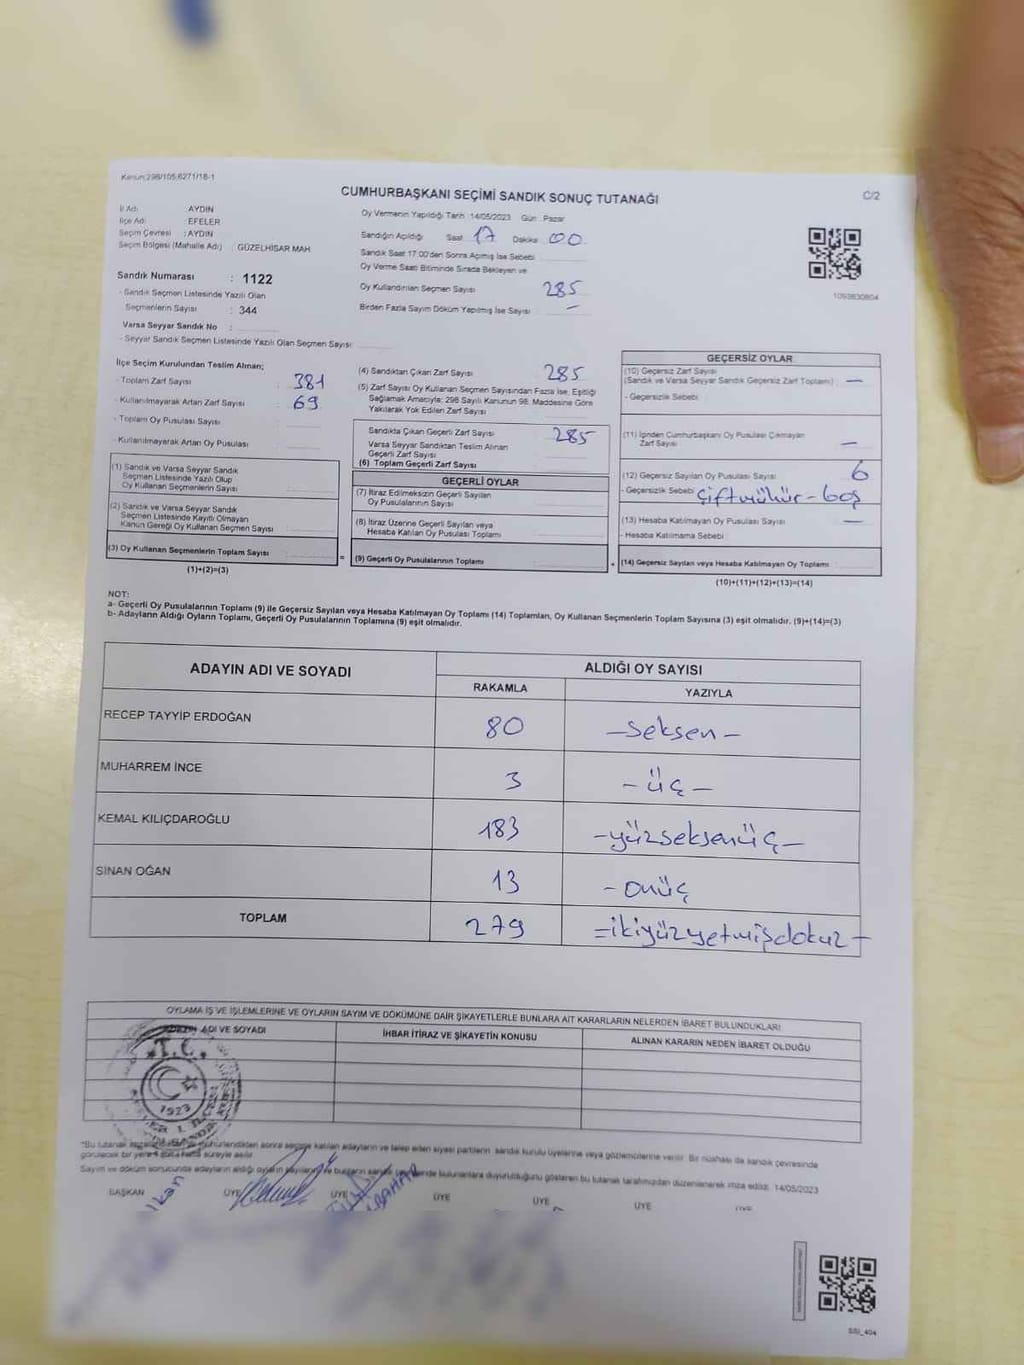 Kanun:298/105,6271/18-1
CUMHURBAŞKANI SEÇİMİ SANDIK SONUÇ TUTANAĞI
C/2
İl Adı : AYDIN
İlçe Adı : EFELER
Seçim Çevresi : AYDIN
Seçim Bölgesi (Mahalle Adı) : GÜZELHİSAR MAH
Sandık Numarası : 1122
- Sandık Seçmen Listesinde Yazılı Olan
Seçmenlerin Sayısı : 344
Varsa Seyyar Sandık No :
- Seyyar Sandık Seçmen Listesinde Yazılı Olan Seçmen Sayısı:
Oy Vermenin Yapıldığı Tarih :14/05/2023 Gün : Pazar
Sandığın Açıldığı Saat 17 Dakika 00
Sandık Saat 17:00'den Sonra Açılmış İse Sebebi
Oy Verme Saati Bitiminde Sırada Bekleyen ve
Oy Kullandırılan Seçmen Sayısı 285
Birden Fazla Sayım Döküm Yapılmış İse Sayısı : –
1093830804
İlçe Seçim Kurulundan Teslim Alınan;
- Toplam Zarf Sayısı : 381
- Kullanılmayarak Artan Zarf Sayısı : 69
- Toplam Oy Pusulası Sayısı :
- Kullanılmayarak Artan Oy Pusulası :
(1) Sandık ve Varsa Seyyar Sandık
Seçmen Listesinde Yazılı Olup
Oy Kullanan Seçmenlerin Sayısı :
(2) Sandık ve Varsa Seyyar Sandık
Seçmen Listesinde Kayıtlı Olmayan
Kanun Gereği Oy Kullanan Seçmen Sayısı :
(3) Oy Kullanan Seçmenlerin Toplam Sayısı :
(1)+(2)=(3)
(4) Sandıktan Çıkan Zarf Sayısı 285
(5) Zarf Sayısı Oy Kullanan Seçmen Sayısından Fazla İse, Eşitliği
Sağlamak Amacıyla; 298 Sayılı Kanunun 98. Maddesine Göre
Yakılarak Yok Edilen Zarf Sayısı
Sandıkta Çıkan Geçerli Zarf Sayısı 285
Varsa Seyyar Sandıktan Teslim Alınan
Geçerli Zarf Sayısı
(6) Toplam Geçerli Zarf Sayısı
GEÇERLİ OYLAR
(7) İtiraz Edilmeksizin Geçerli Sayılan
Oy Pusulalarının Sayısı
(8) İtiraz Üzerine Geçerli Sayılan veya
Hesaba Katılan Oy Pusulası Toplamı
= (9) Geçerli Oy Pusulalarının Toplamı
GEÇERSİZ OYLAR
(10) Geçersiz Zarf Sayısı
(Sandık ve Varsa Seyyar Sandık Geçersiz Zarf Toplamı) : –
- Geçersizlik Sebebi
(11) İçinden Cumhurbaşkanı Oy Pusulası Çıkmayan
Zarf Sayısı –
(12) Geçersiz Sayılan Oy Pusulası Sayısı : 6
- Geçersizlik Sebebi Çiftmühür-boş
(13) Hesaba Katılmayan Oy Pusulası Sayısı : –
- Hesaba Katılmama Sebebi
+ (14) Geçersiz Sayılan veya Hesaba Katılmayan Oy Toplamı :
(10)+(11)+(12)+(13)=(14)
NOT:
a- Geçerli Oy Pusulalarının Toplamı (9) ile Geçersiz Sayılan veya Hesaba Katılmayan Oy Toplamı (14) Toplamları, Oy Kullanan Seçmenlerin Toplam Sayısına (3) eşit olmalıdır. (9)+(14)=(3)
b- Adayların Aldığı Oyların Toplamı, Geçerli Oy Pusulalarının Toplamına (9) eşit olmalıdır.
ADAYIN ADI VE SOYADI
ALDIĞI OY SAYISI
RAKAMLA YAZIYLA
RECEP TAYYİP ERDOĞAN 80 –Seksen–
MUHARREM İNCE 3 –üç–
KEMAL KILIÇDAROĞLU 183 –yüzseksenüç–
SİNAN OĞAN 13 –onüç
TOPLAM 279 =ikiyüzyetmişdokuz–
OYLAMA İŞ VE İŞLEMLERİNE VE OYLARIN SAYIM VE DÖKÜMÜNE DAİR ŞİKAYETLERLE BUNLARA AİT KARARLARIN NELERDEN İBARET BULUNDUKLARI
ADI VE SOYADI İHBAR İTİRAZ VE ŞİKAYETİN KONUSU ALINAN KARARIN NEDEN İBARET OLDUĞU
T.C.
1923
*Bu tutanak mühürlendikten sonra seçime katılan adayların ve talep eden siyasi partilerin sandık kurulu üyelerine veya gözlemcilerine verilir. Bir nüshası da sandık çevresinde
görülecek bir yere süreyle asılır.
Sayım ve döküm sonucunda adayların aldığı oyların sayılarını ve bunların sandık çevresinde bulunanlara duyurulduğunu gösteren bu tutanak tarafımızdan düzenlenerek imza edildi. 14/05/2023
BAŞKAN ÜYE ÜYE ÜYE ÜYE ÜYE ÜYE
SSI_404